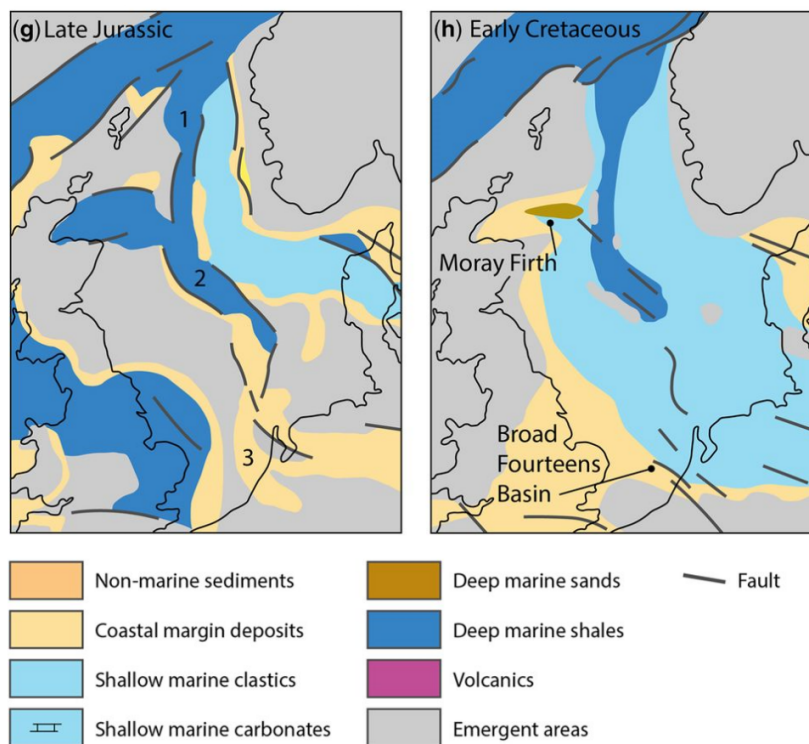 (g) Late Jurassic
(h) Early Cretaceous
1
2
3
Moray Firth
Broad
Fourteens
Basin
Non-marine sediments
Coastal margin deposits
Shallow marine clastics
Shallow marine carbonates
Deep marine sands
Deep marine shales
Volcanics
Emergent areas
Fault